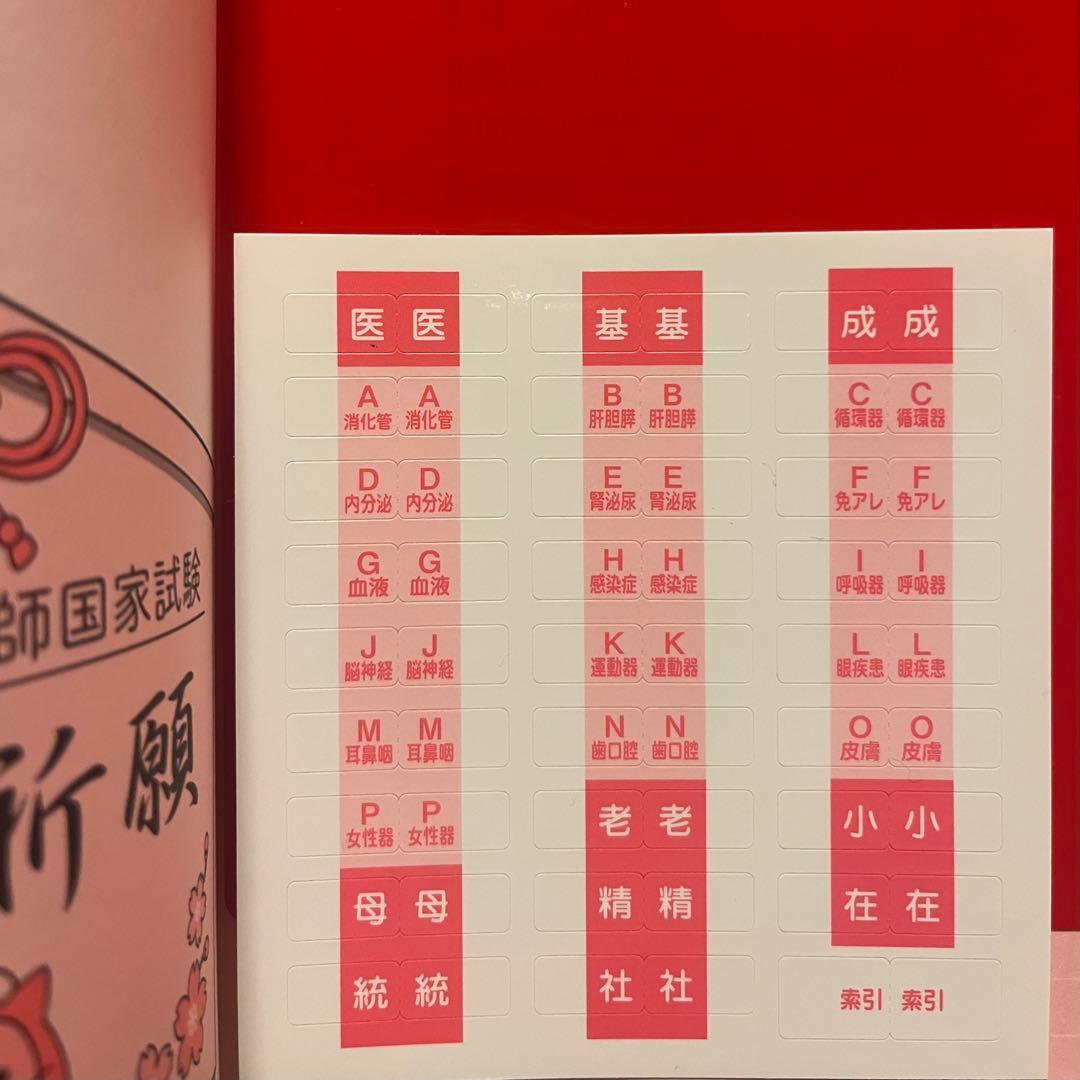 師国家試験
祈願
医 医
基 基
成 成
A A
消化管 消化管
B B
肝胆膵 肝胆膵
C C
循環器 循環器
D D
内分泌 内分泌
E E
腎泌尿 腎泌尿
F F
免アレ 免アレ
G G
血液 血液
H H
感染症 感染症
I I
呼吸器 呼吸器
J J
脳神経 脳神経
K K
運動器 運動器
L L
眼疾患 眼疾患
M M
耳鼻咽 耳鼻咽
N N
歯口腔 歯口腔
O O
皮膚 皮膚
P P
女性器 女性器
老 老
小 小
母 母
精 精
在 在
統 統
社 社
索引 索引